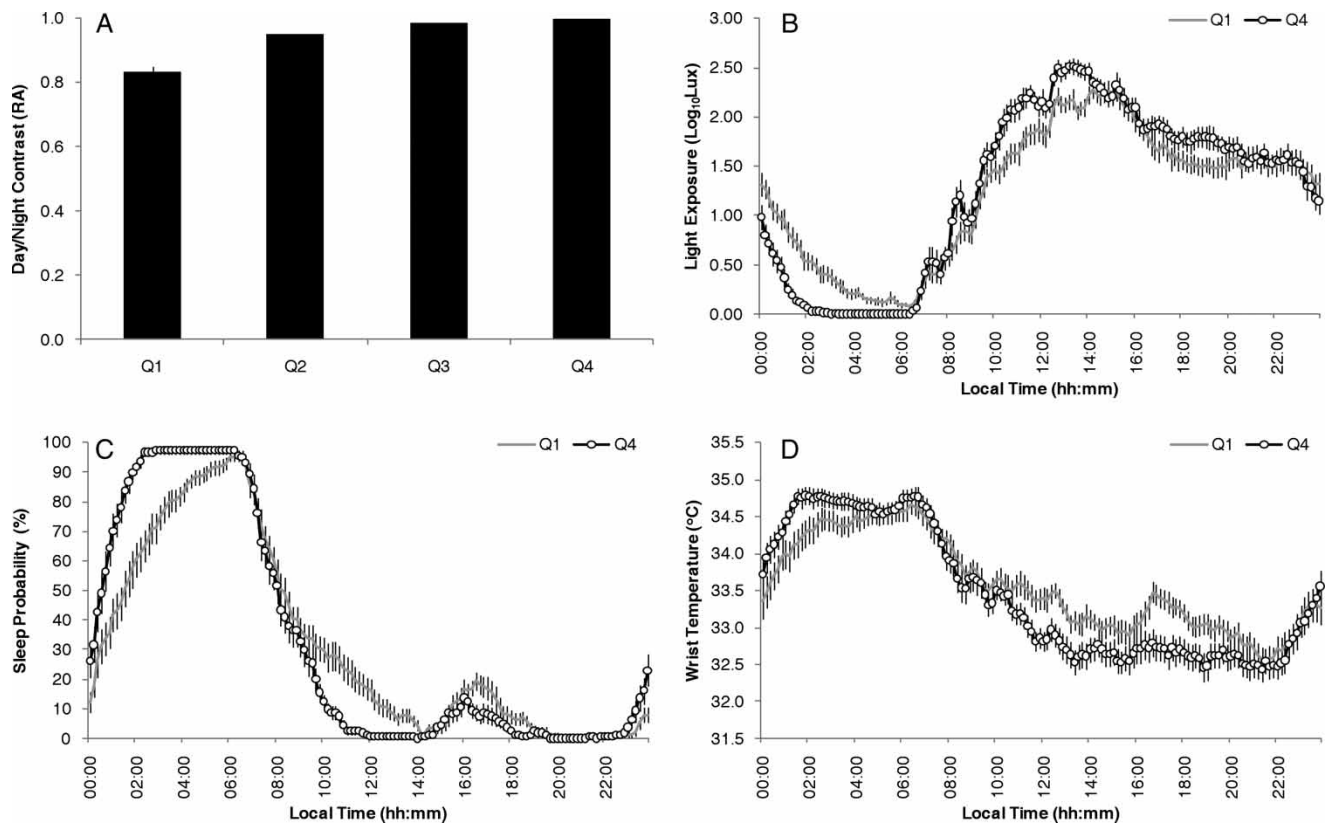 A
Day/Night Contrast (RA)
1.0
0.8
0.6
0.4
0.2
0.0
Q1 Q2 Q3 Q4
B
Q1 Q4
Light Exposure (Log10Lux)
3.00
2.50
2.00
1.50
1.00
0.50
0.00
00:00 02:00 04:00 06:00 08:00 10:00 12:00 14:00 16:00 18:00 20:00 22:00
Local Time (hh:mm)
C
Q1 Q4
Sleep Probability (%)
100
90
80
70
60
50
40
30
20
10
0
00:00 02:00 04:00 06:00 08:00 10:00 12:00 14:00 16:00 18:00 20:00 22:00
Local Time (hh:mm)
D
Q1 Q4
Wrist Temperature (°C)
35.5
35.0
34.5
34.0
33.5
33.0
32.5
32.0
31.5
00:00 02:00 04:00 06:00 08:00 10:00 12:00 14:00 16:00 18:00 20:00 22:00
Local Time (hh:mm)